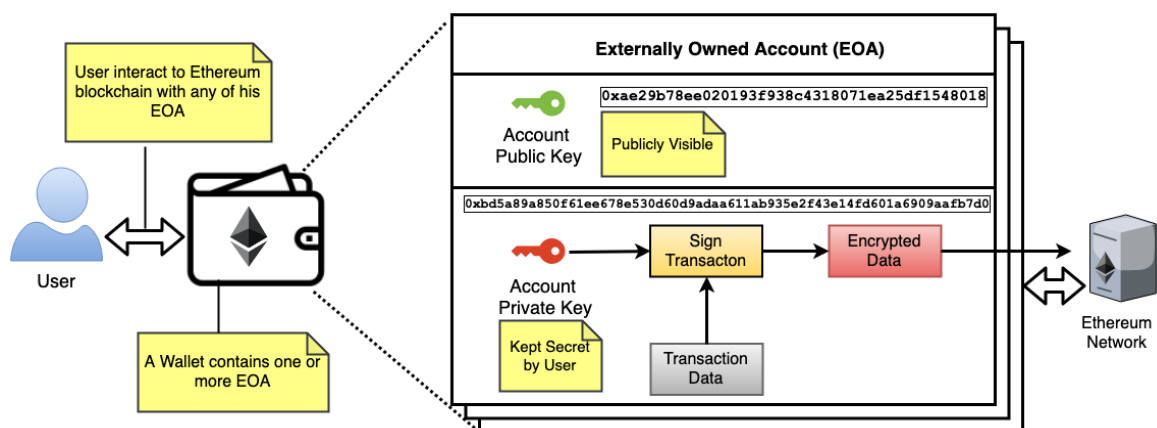 User interact to Ethereum
blockchain with any of his
EOA
User
A Wallet contains one or
more EOA
Externally Owned Account (EOA)
Account
Public Key
0xae29b78ee020193f938c4318071ea25df1548018
Publicly Visible
0xbd5a89a850f61ee678e530d60d9adaa611ab935e2f43e14fd601a6909aafb7d0
Account
Private Key
Kept Secret
by User
Sign
Transacton
Transaction
Data
Encrypted
Data
Ethereum
Network